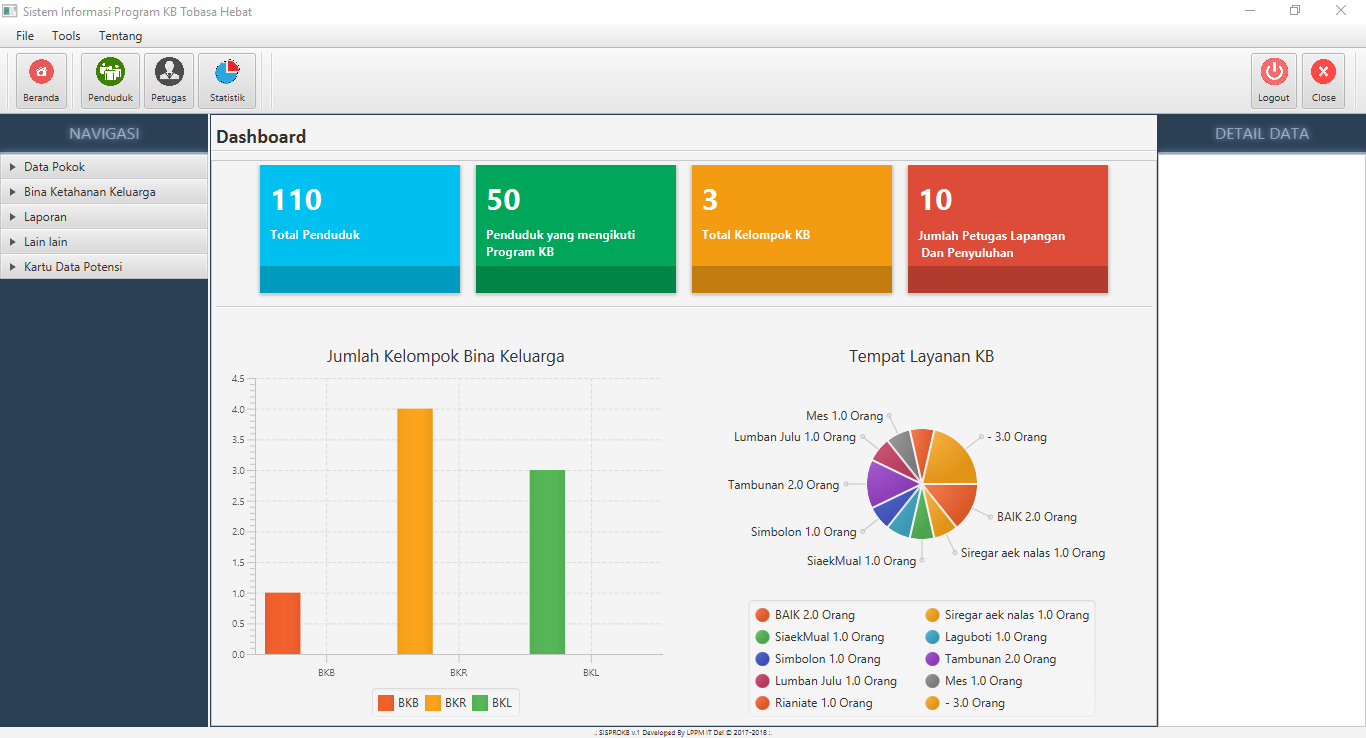 Sistem Informasi Program KB Tobasa Hebat
File Tools Tentang
Beranda Penduduk Petugas Statistik Logout Close
NAVIGASI
Data Pokok
Bina Ketahanan Keluarga
Laporan
Lain lain
Kartu Data Potensi
Dashboard
110
Total Penduduk
50
Penduduk yang mengikuti
Program KB
3
Total Kelompok KB
10
Jumlah Petugas Lapangan
Dan Penyuluhan
Jumlah Kelompok Bina Keluarga
4.5
4.0
3.5
3.0
2.5
2.0
1.5
1.0
0.5
0.0
BKB BKR BKL
BKB BKR BKL
Tempat Layanan KB
Mes 1.0 Orang
Lumban Julu 1.0 Orang
- 3.0 Orang
Tambunan 2.0 Orang
BAIK 2.0 Orang
Simbolon 1.0 Orang
Siregar aek nalas 1.0 Orang
SiaekMual 1.0 Orang
BAIK 2.0 Orang Siregar aek nalas 1.0 Orang
SiaekMual 1.0 Orang Laguboti 1.0 Orang
Simbolon 1.0 Orang Tambunan 2.0 Orang
Lumban Julu 1.0 Orang Mes 1.0 Orang
Rianiate 1.0 Orang - 3.0 Orang
DETAIL DATA
.: SISPROKB v.1 Developed By LPPM IT Del © 2017-2018 :.